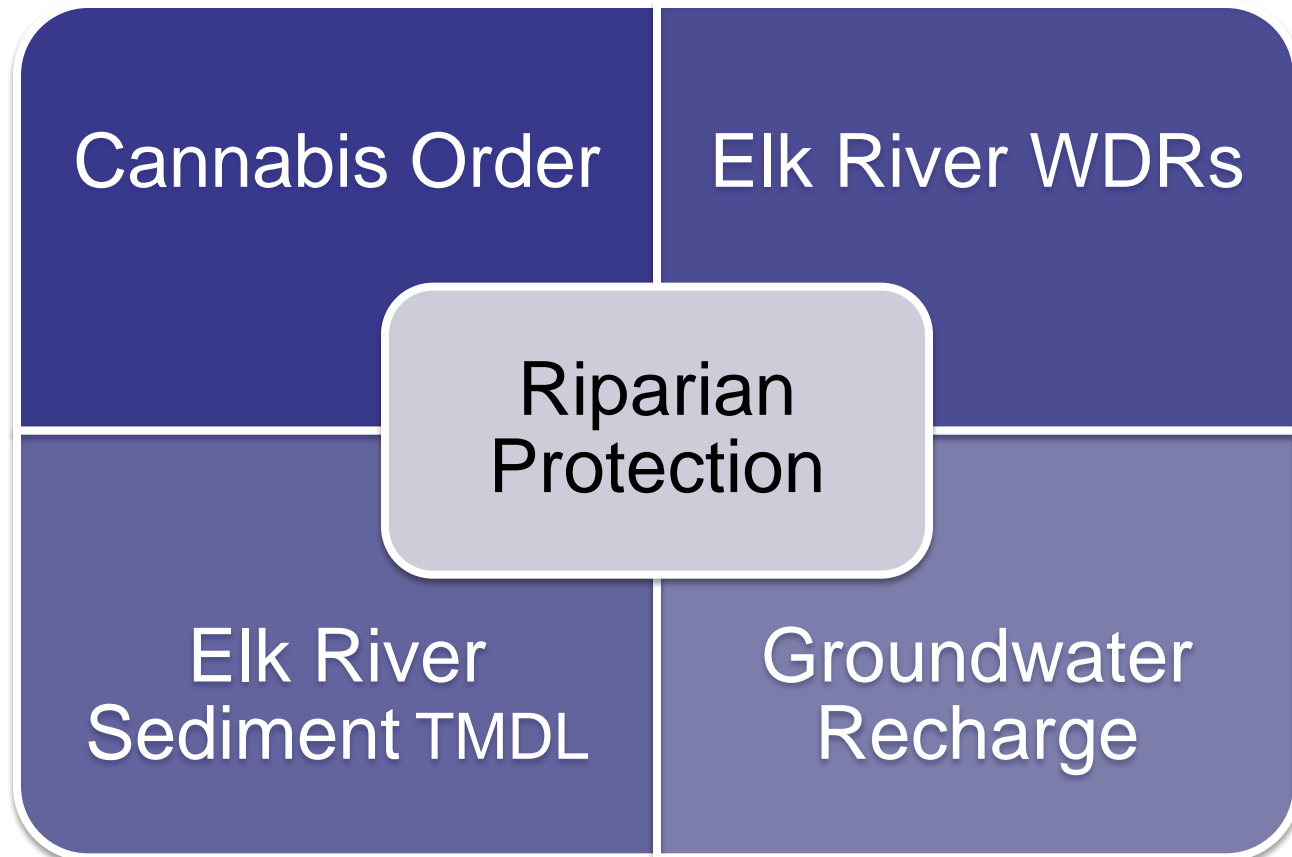 Cannabis Order
Elk River WDRs
Riparian
Protection
Elk River
Sediment TMDL
Groundwater
Recharge